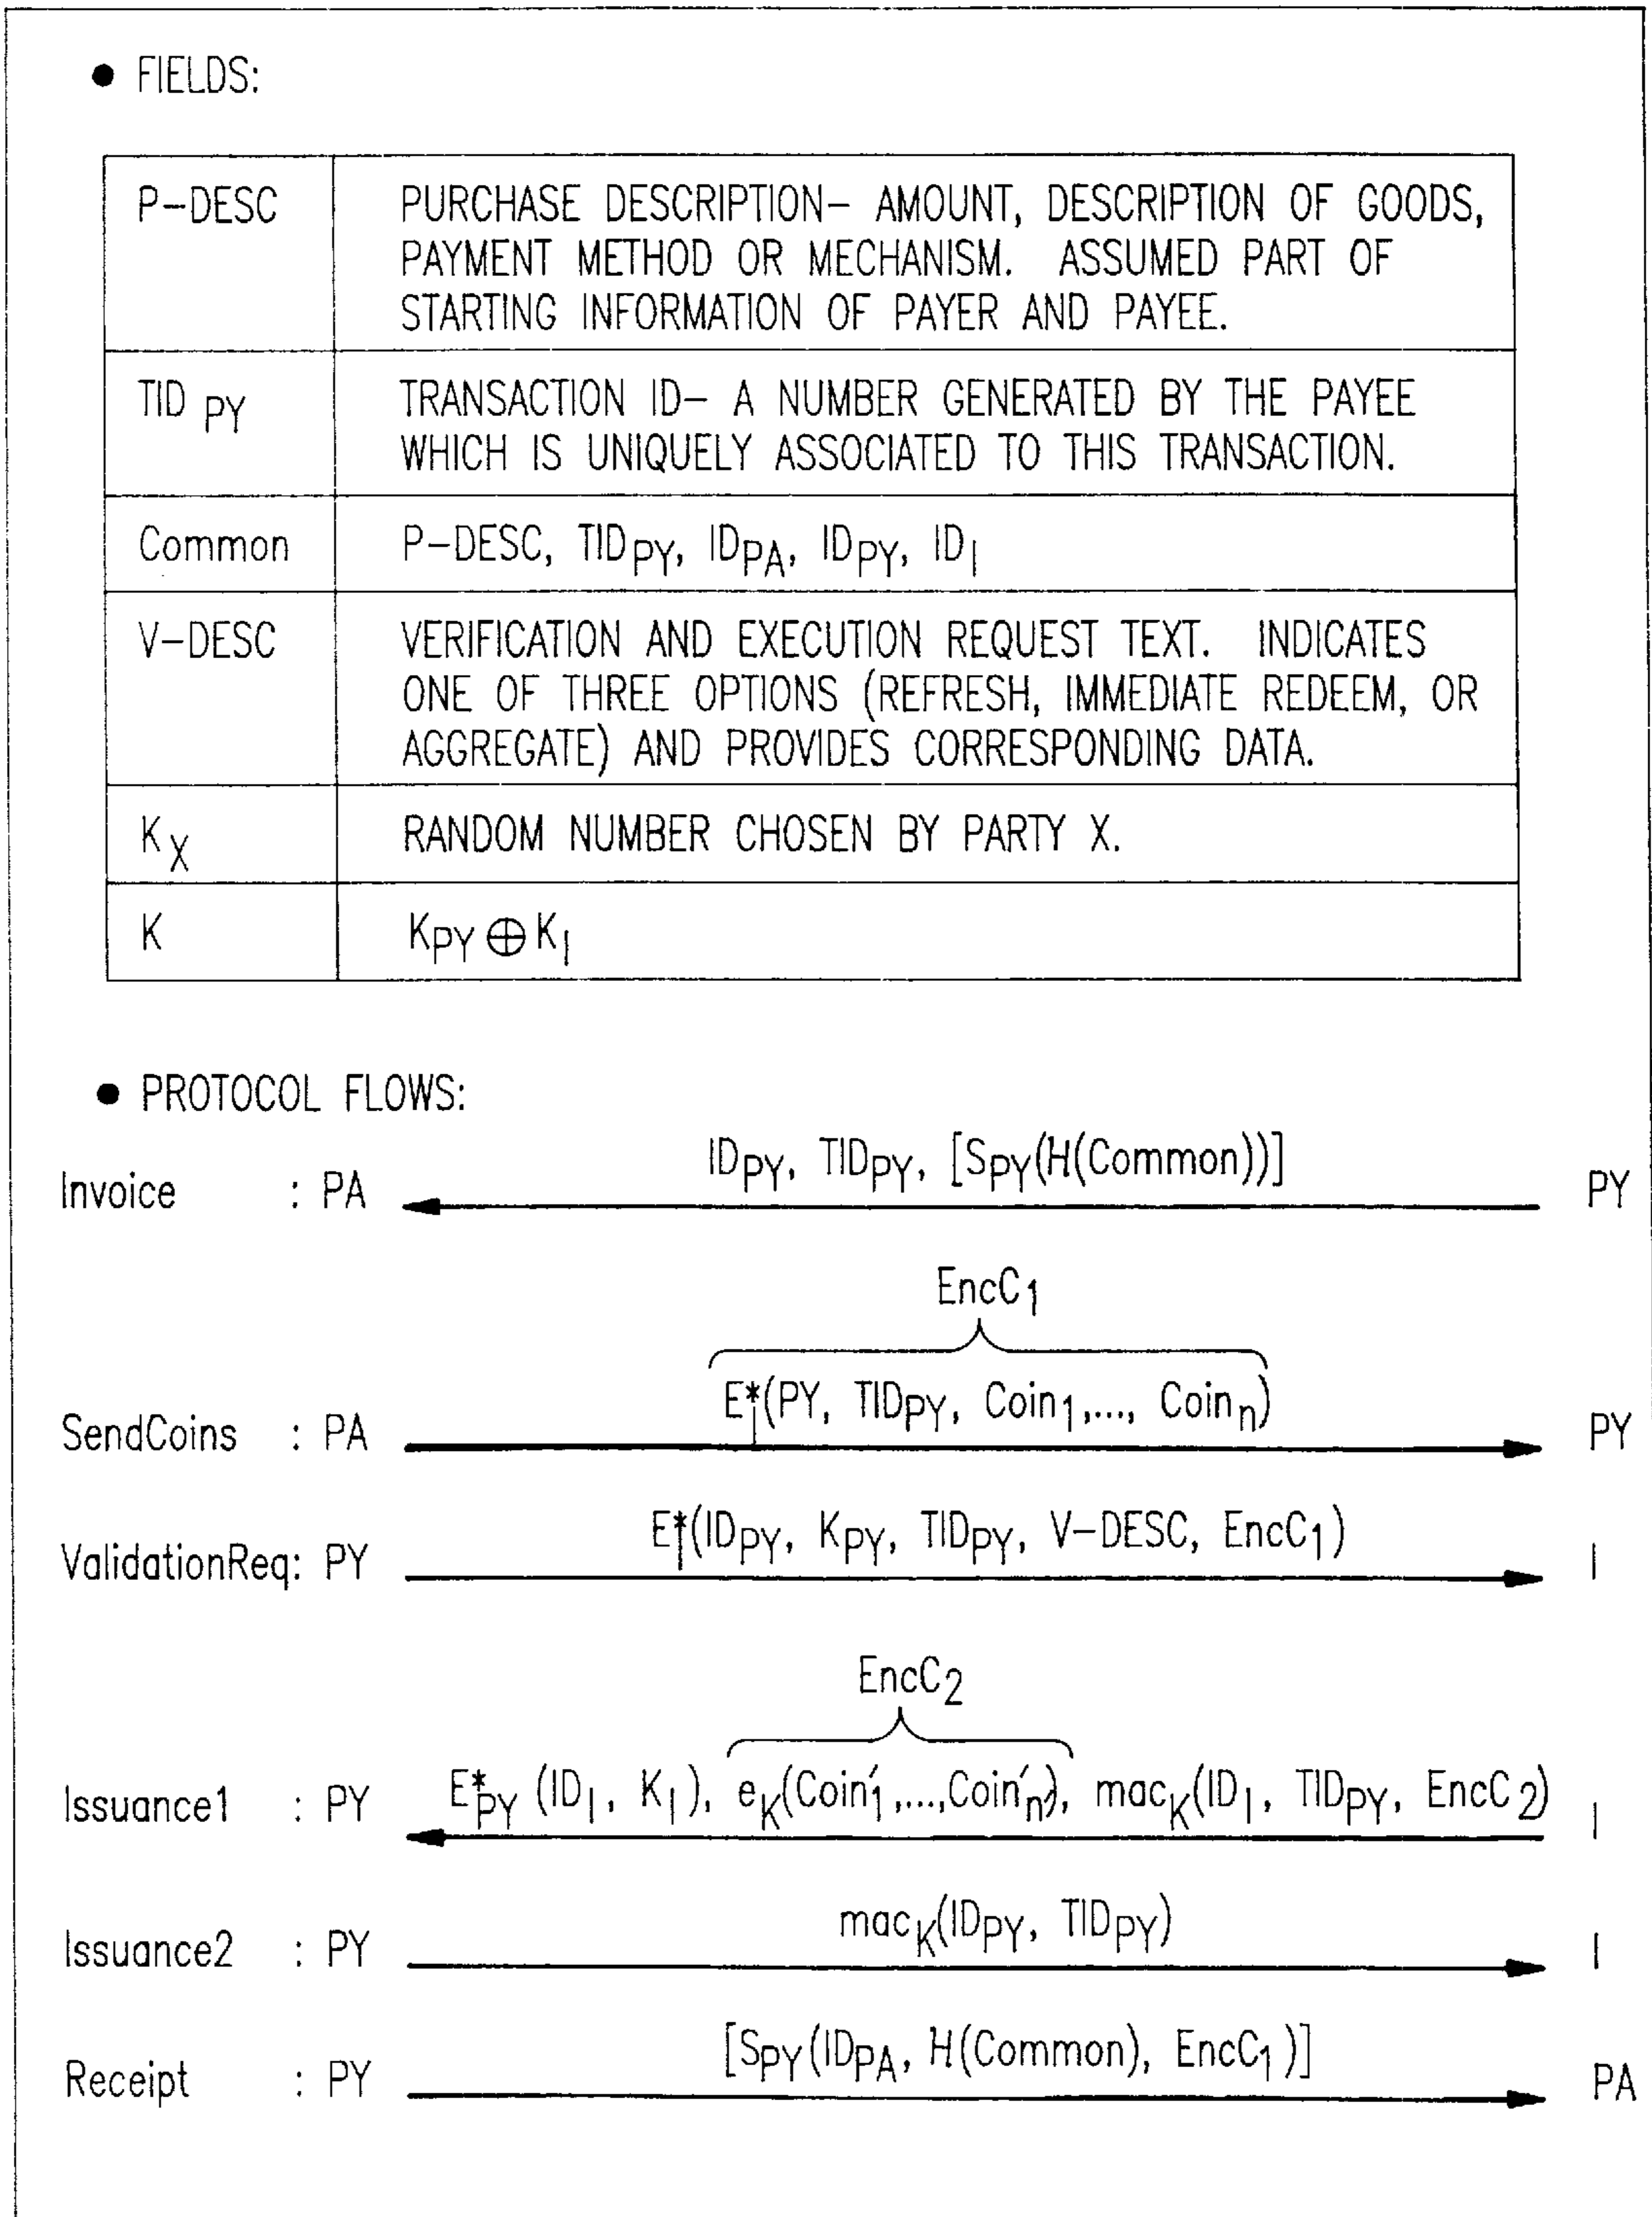 ● FIELDS:
P-DESC PURCHASE DESCRIPTION- AMOUNT, DESCRIPTION OF GOODS,
PAYMENT METHOD OR MECHANISM. ASSUMED PART OF
STARTING INFORMATION OF PAYER AND PAYEE.
TID PY TRANSACTION ID- A NUMBER GENERATED BY THE PAYEE
WHICH IS UNIQUELY ASSOCIATED TO THIS TRANSACTION.
Common P-DESC, TIDPY, IDPA, IDPY, IDI
V-DESC VERIFICATION AND EXECUTION REQUEST TEXT. INDICATES
ONE OF THREE OPTIONS (REFRESH, IMMEDIATE REDEEM, OR
AGGREGATE) AND PROVIDES CORRESPONDING DATA.
KX RANDOM NUMBER CHOSEN BY PARTY X.
K KPY ⊕ KI
● PROTOCOL FLOWS:
IDPY, TIDPY, [SPY(H(Common))]
Invoice : PA PY
EncC1
E*I(PY, TIDPY, Coin1,..., Coinn)
SendCoins : PA PY
E*I(IDPY, KPY, TIDPY, V-DESC, EncC1)
ValidationReq: PY I
EncC2
E*PY (IDI, KI), eK(Coin'1,...,Coin'n), macK(IDI, TIDPY, EncC2)
Issuance1 : PY I
macK(IDPY, TIDPY)
Issuance2 : PY I
[SPY(IDPA, H(Common), EncC1)]
Receipt : PY PA